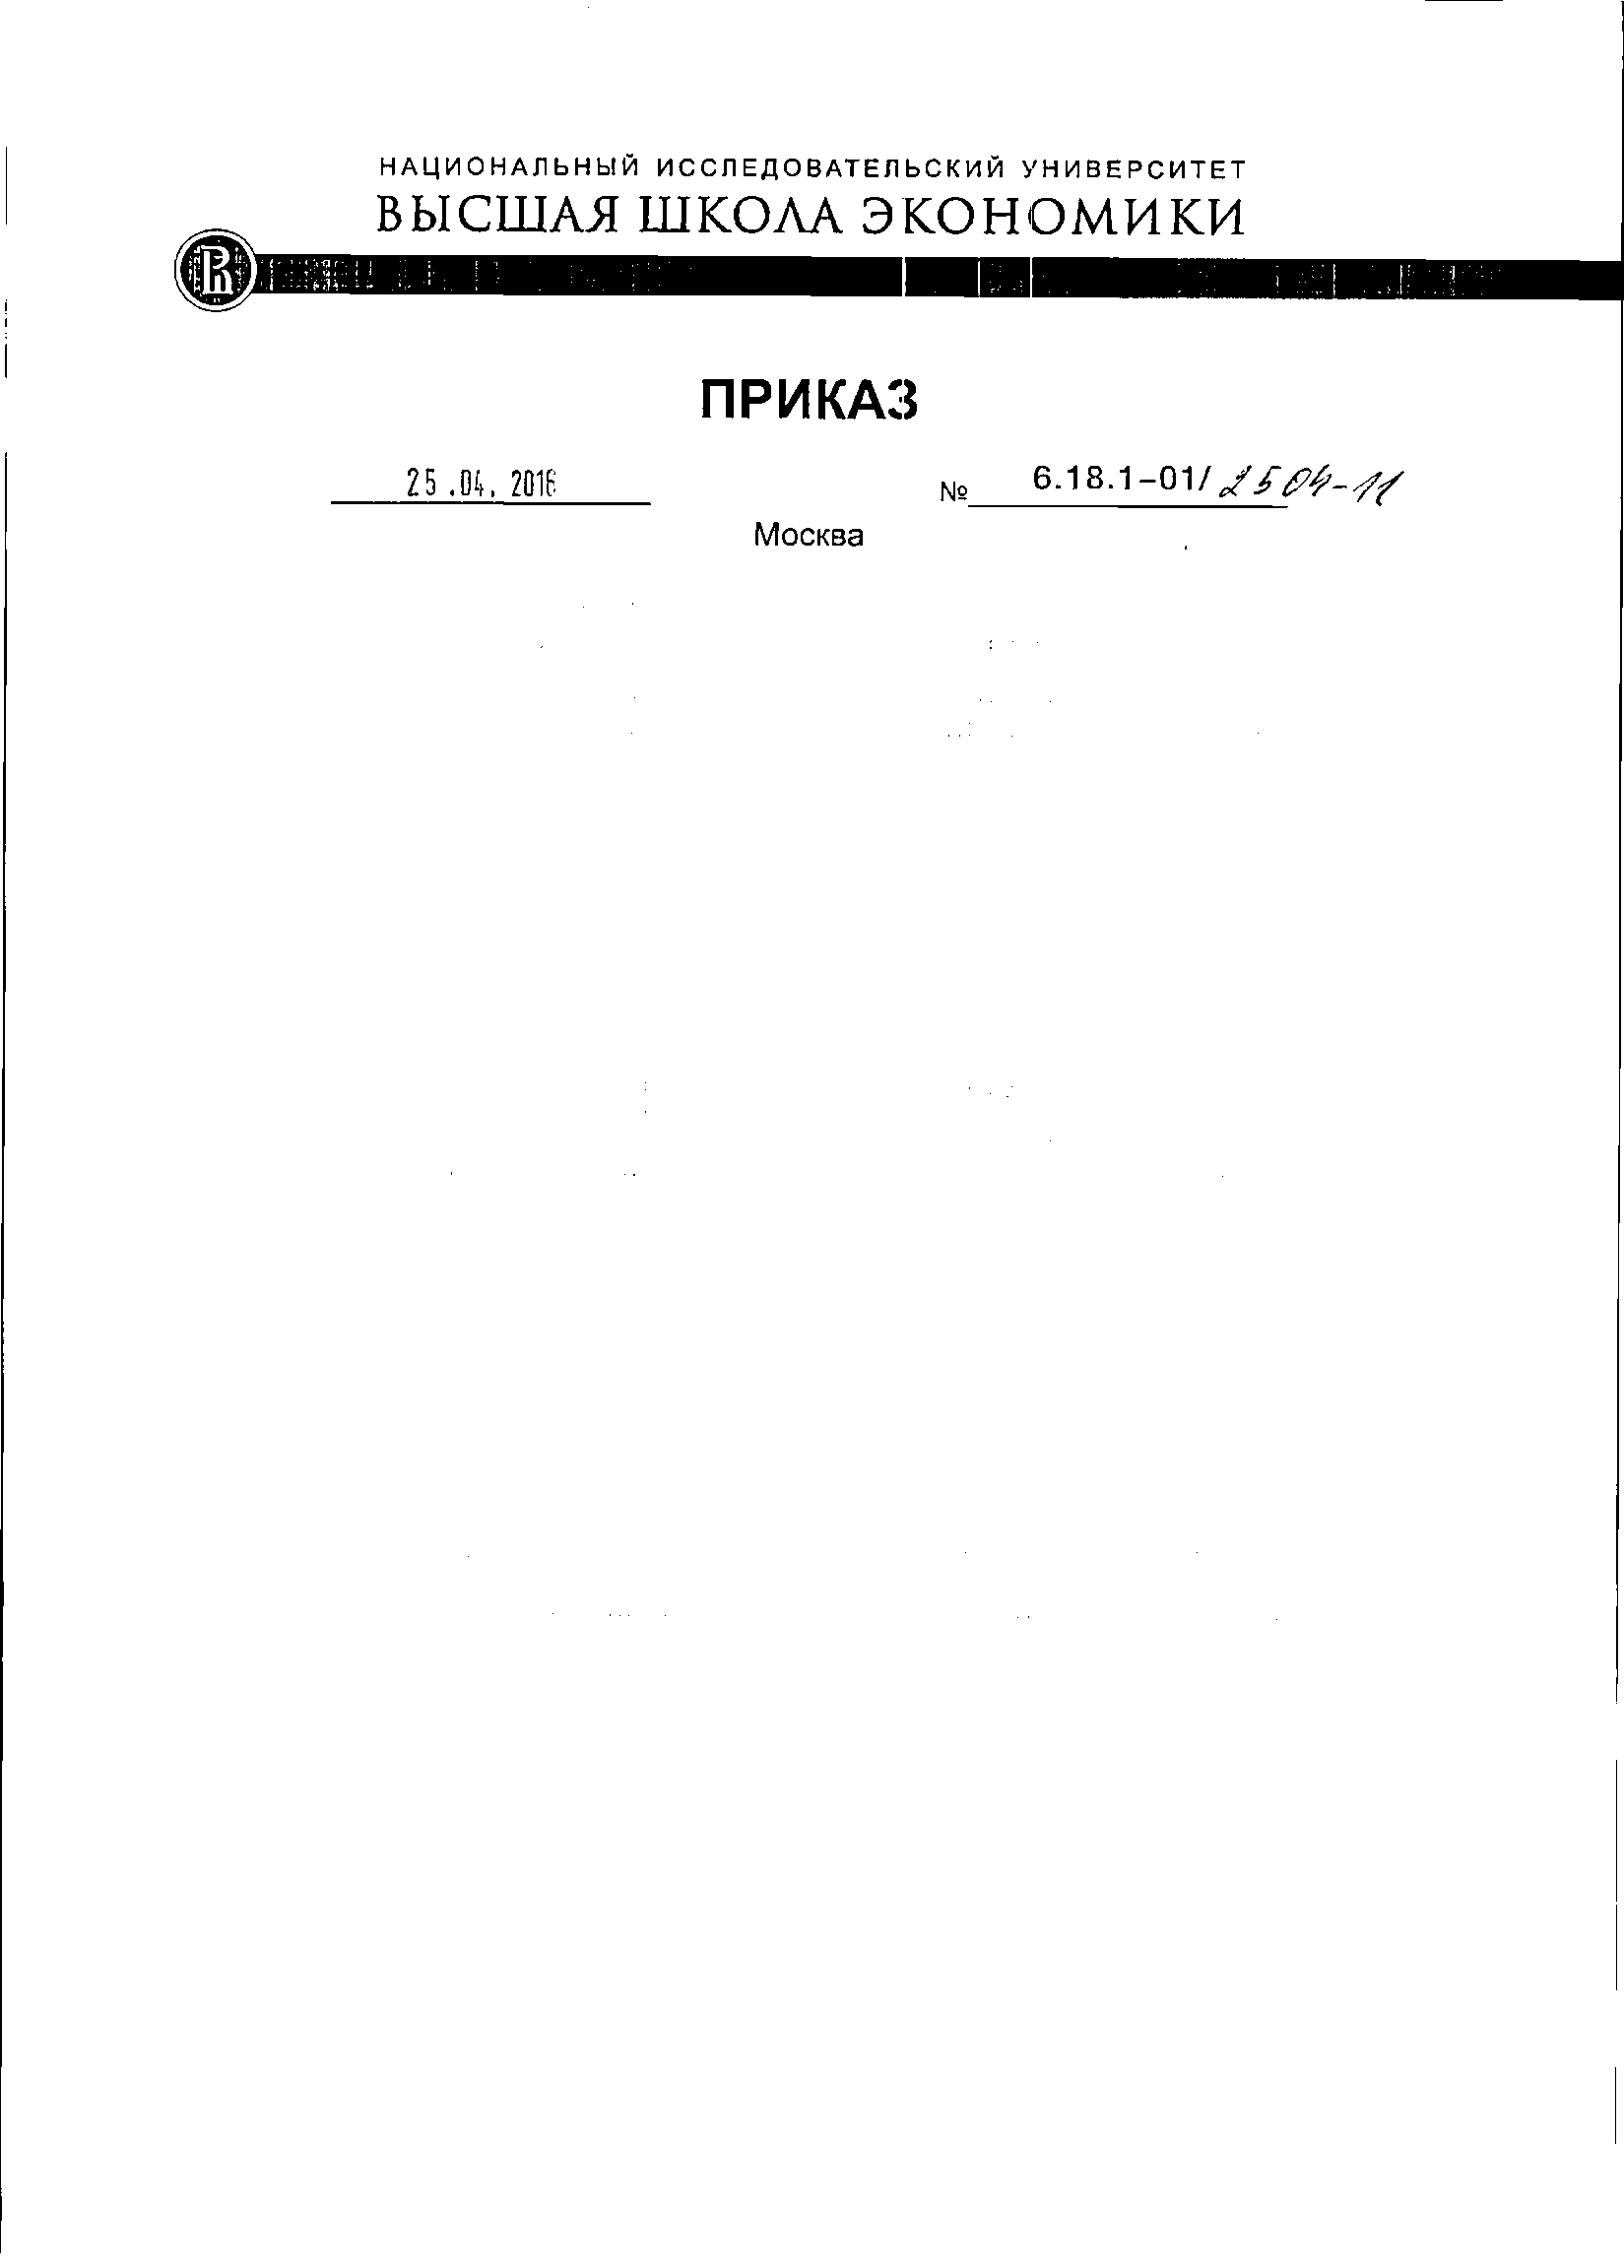 НАЦИОНАЛЬНЫЙ ИССЛЕДОВАТЕЛЬСКИЙ УНИВЕРСИТЕТ
ВЫСШАЯ ШКОЛА ЭКОНОМИКИ
ПРИКАЗ
25.04.2016 № 6.18.1-01/2504-11
Москва